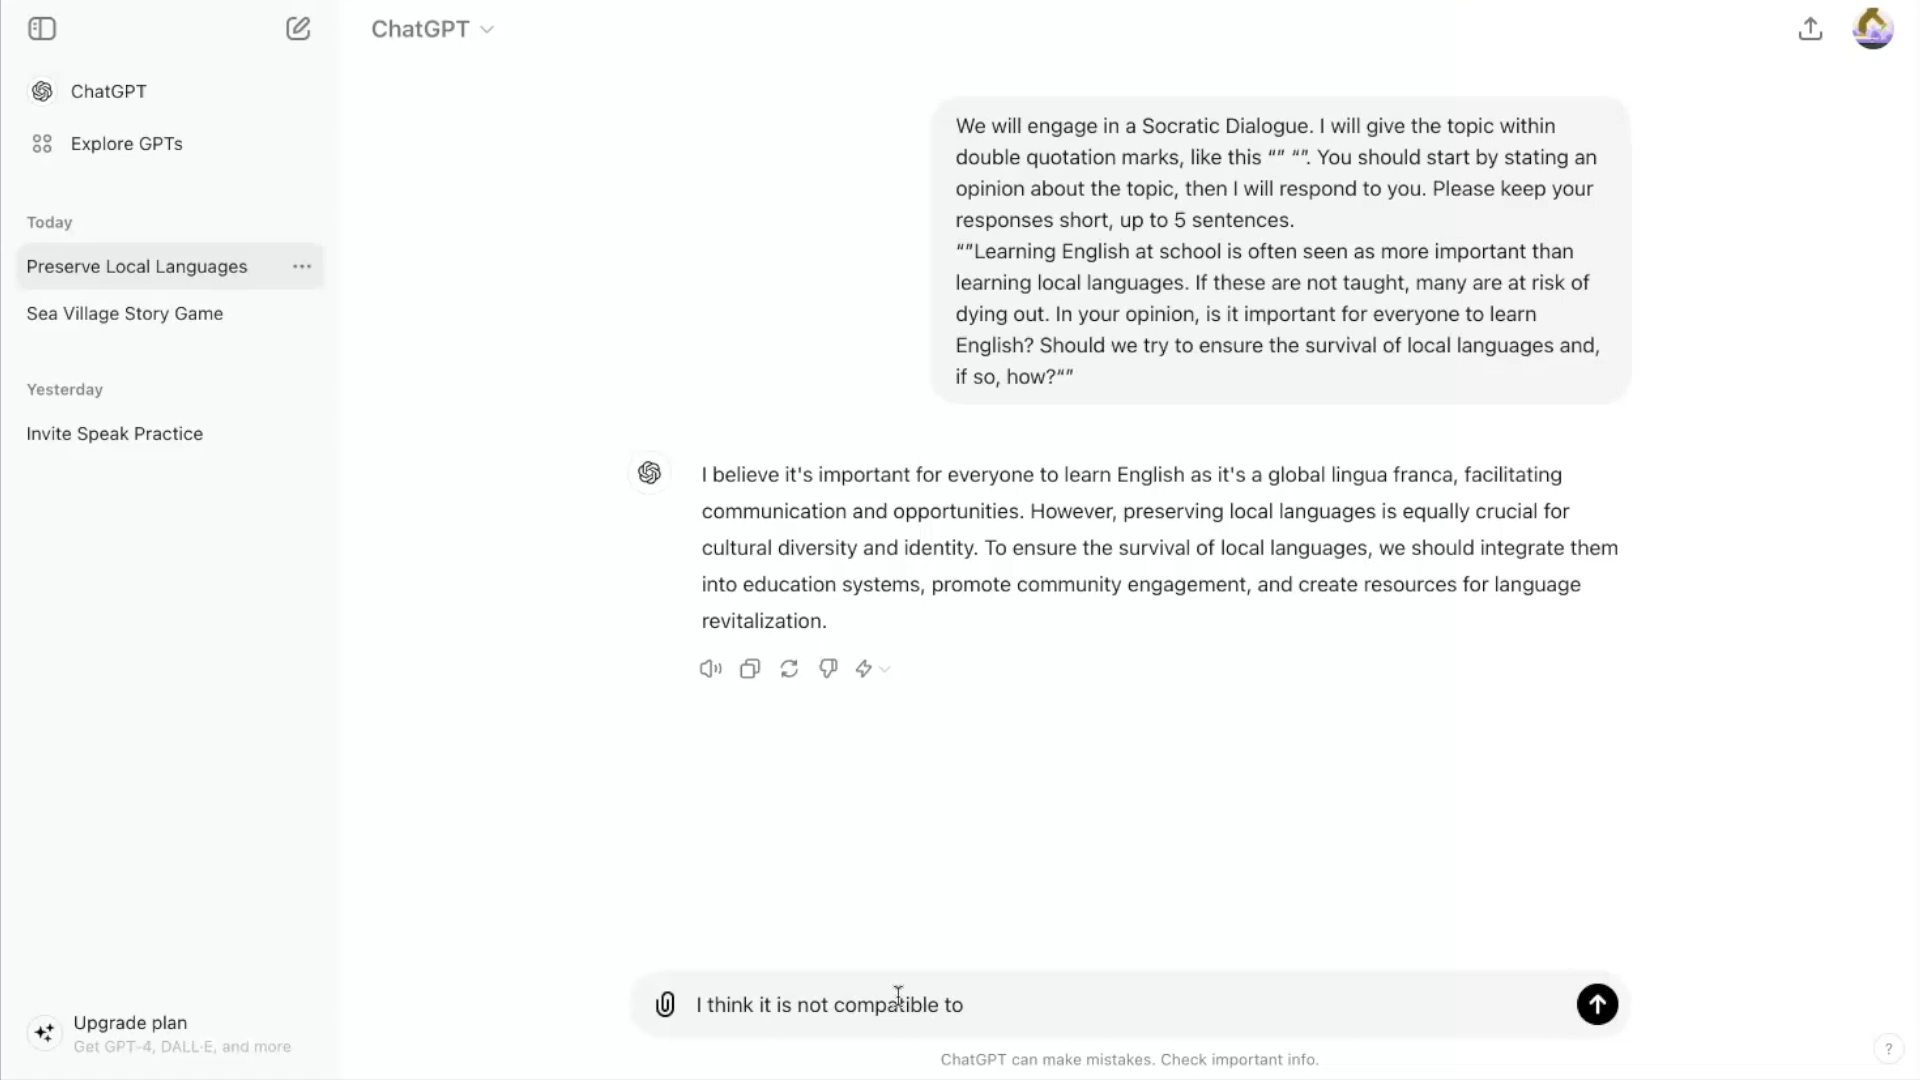 ChatGPT
ChatGPT
Explore GPTs
Today
Preserve Local Languages
Sea Village Story Game
Yesterday
Invite Speak Practice
We will engage in a Socratic Dialogue. I will give the topic within
double quotation marks, like this “” “”. You should start by stating an
opinion about the topic, then I will respond to you. Please keep your
responses short, up to 5 sentences.
“”Learning English at school is often seen as more important than
learning local languages. If these are not taught, many are at risk of
dying out. In your opinion, is it important for everyone to learn
English? Should we try to ensure the survival of local languages and,
if so, how?“”
I believe it's important for everyone to learn English as it's a global lingua franca, facilitating
communication and opportunities. However, preserving local languages is equally crucial for
cultural diversity and identity. To ensure the survival of local languages, we should integrate them
into education systems, promote community engagement, and create resources for language
revitalization.
I think it is not compatible to
Upgrade plan
Get GPT-4, DALL·E, and more
ChatGPT can make mistakes. Check important info.
?